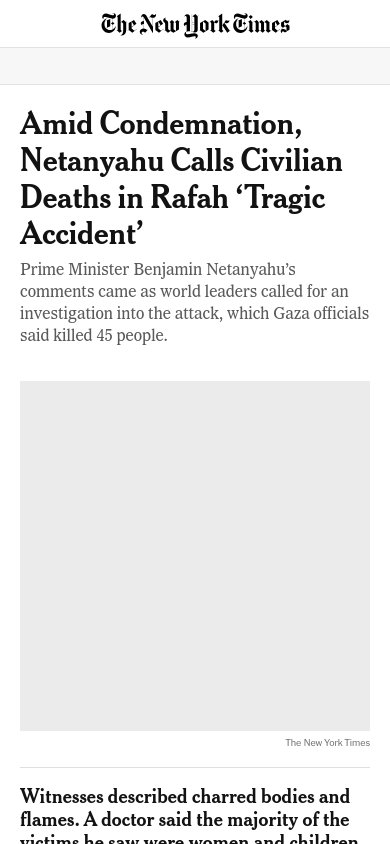 The New York Times
Amid Condemnation,
Netanyahu Calls Civilian
Deaths in Rafah ‘Tragic
Accident’
Prime Minister Benjamin Netanyahu’s
comments came as world leaders called for an
investigation into the attack, which Gaza officials
said killed 45 people.
The New York Times
Witnesses described charred bodies and
flames. A doctor said the majority of the
victims he saw were women and children